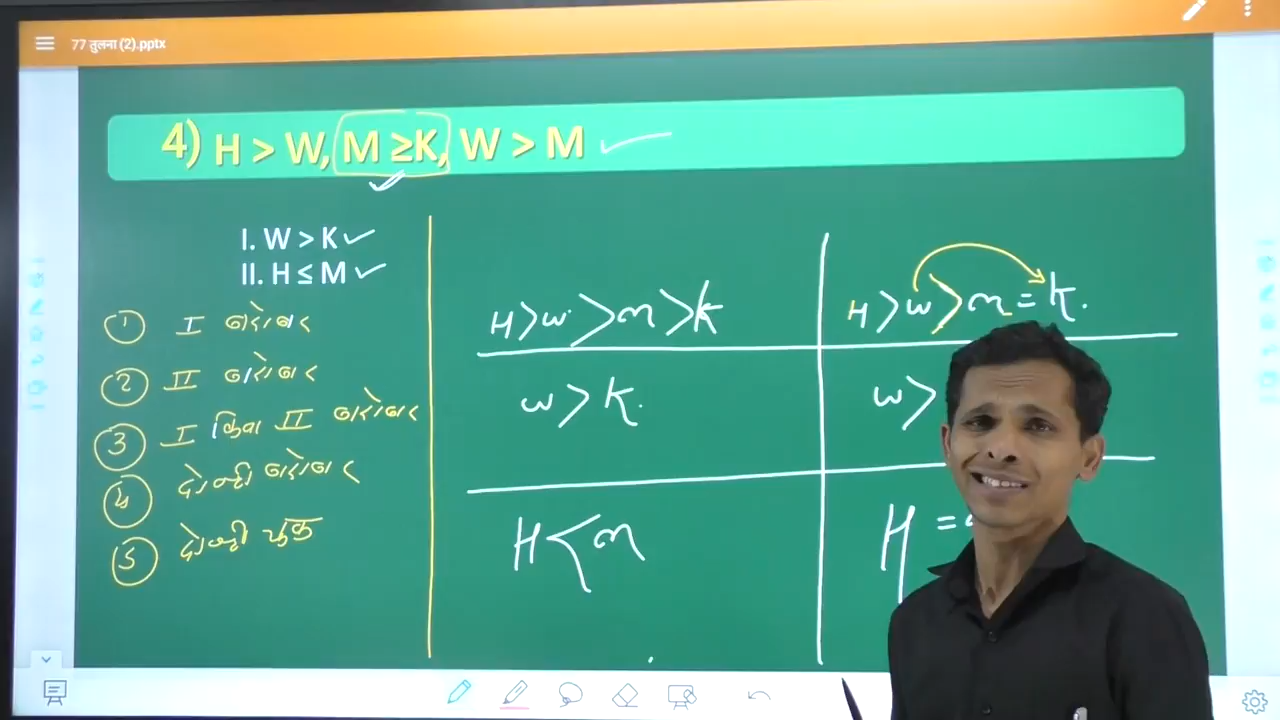 77 तुलना (2).pptx
4) H > W, M ≥K, W > M
I. W > K
II. H ≤ M
1 I बरोबर
2 II बरोबर
3 I किंवा II बरोबर
4 दोन्ही बरोबर
5 दोन्ही चूक
H > W > M > K
W > K.
H < M
H > W > M = K.
W >
H =